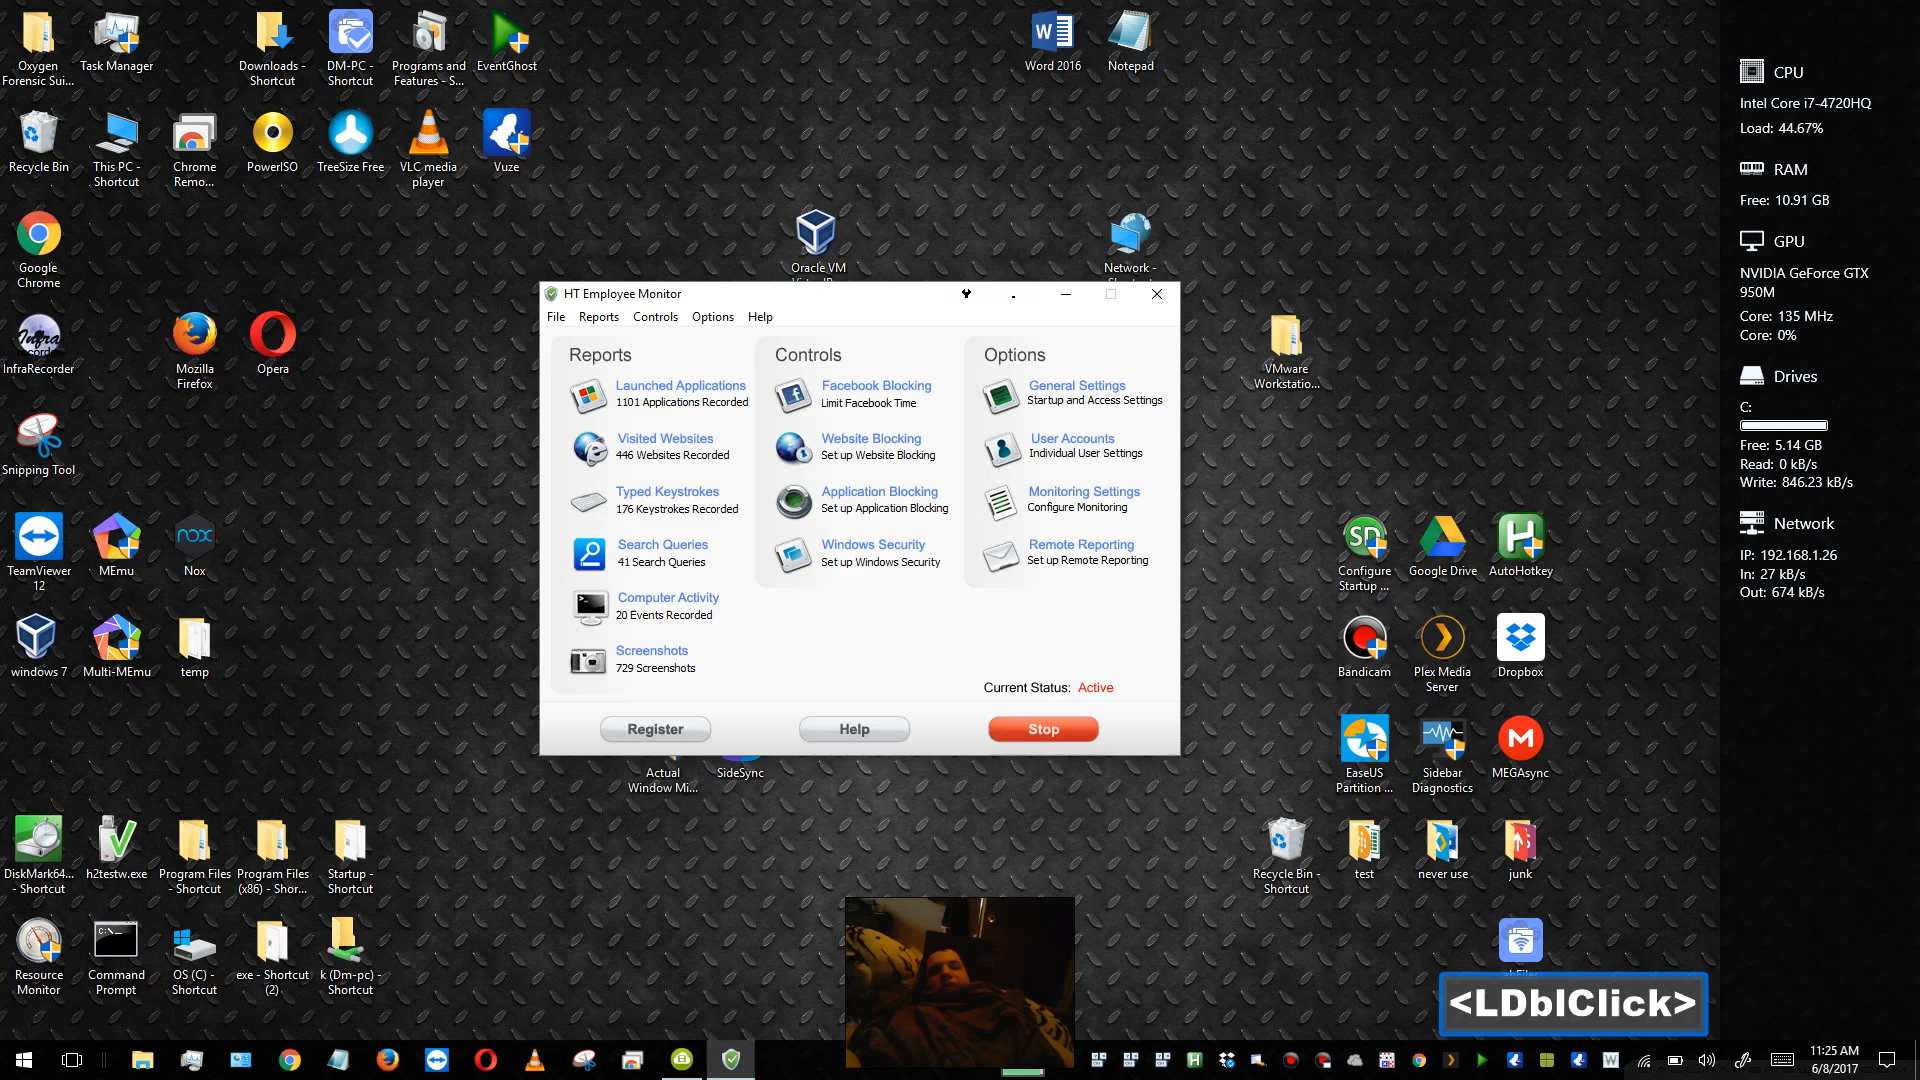 Oxygen
Forensic Sui...
Task Manager
Downloads -
Shortcut
DM-PC -
Shortcut
Programs and
Features - S...
EventGhost
Word 2016
Notepad
Recycle Bin
This PC -
Shortcut
Chrome
Remo...
PowerISO
TreeSize Free
VLC media
player
Vuze
Google
Chrome
Oracle VM
Network -
InfraRecorder
Mozilla
Firefox
Opera
VMware
Workstatio...
Snipping Tool
TeamViewer
12
MEmu
Nox
nox
Configure
Startup ...
Google Drive
AutoHotkey
windows 7
Multi-MEmu
temp
Bandicam
Plex Media
Server
Dropbox
Actual
Window Mi...
SideSync
EaseUS
Partition ...
Sidebar
Diagnostics
MEGAsync
DiskMark64...
- Shortcut
h2testw.exe
Program Files
- Shortcut
Program Files
(x86) - Shor...
Startup -
Shortcut
Recycle Bin -
Shortcut
test
never use
junk
Resource
Monitor
Command
Prompt
OS (C) -
Shortcut
exe - Shortcut
(2)
k (Dm-pc) -
Shortcut
HT Employee Monitor
File Reports Controls Options Help
Reports
Launched Applications
1101 Applications Recorded
Visited Websites
446 Websites Recorded
Typed Keystrokes
176 Keystrokes Recorded
Search Queries
41 Search Queries
Computer Activity
20 Events Recorded
Screenshots
729 Screenshots
Controls
Facebook Blocking
Limit Facebook Time
Website Blocking
Set up Website Blocking
Application Blocking
Set up Application Blocking
Windows Security
Set up Windows Security
Options
General Settings
Startup and Access Settings
User Accounts
Individual User Settings
Monitoring Settings
Configure Monitoring
Remote Reporting
Set up Remote Reporting
Current Status: Active
Register
Help
Stop
CPU
Intel Core i7-4720HQ
Load: 44.67%
RAM
Free: 10.91 GB
GPU
NVIDIA GeForce GTX
950M
Core: 135 MHz
Core: 0%
Drives
C:
Free: 5.14 GB
Read: 0 kB/s
Write: 846.23 kB/s
Network
IP: 192.168.1.26
In: 27 kB/s
Out: 674 kB/s
<LDblClick>
11:25 AM
6/8/2017